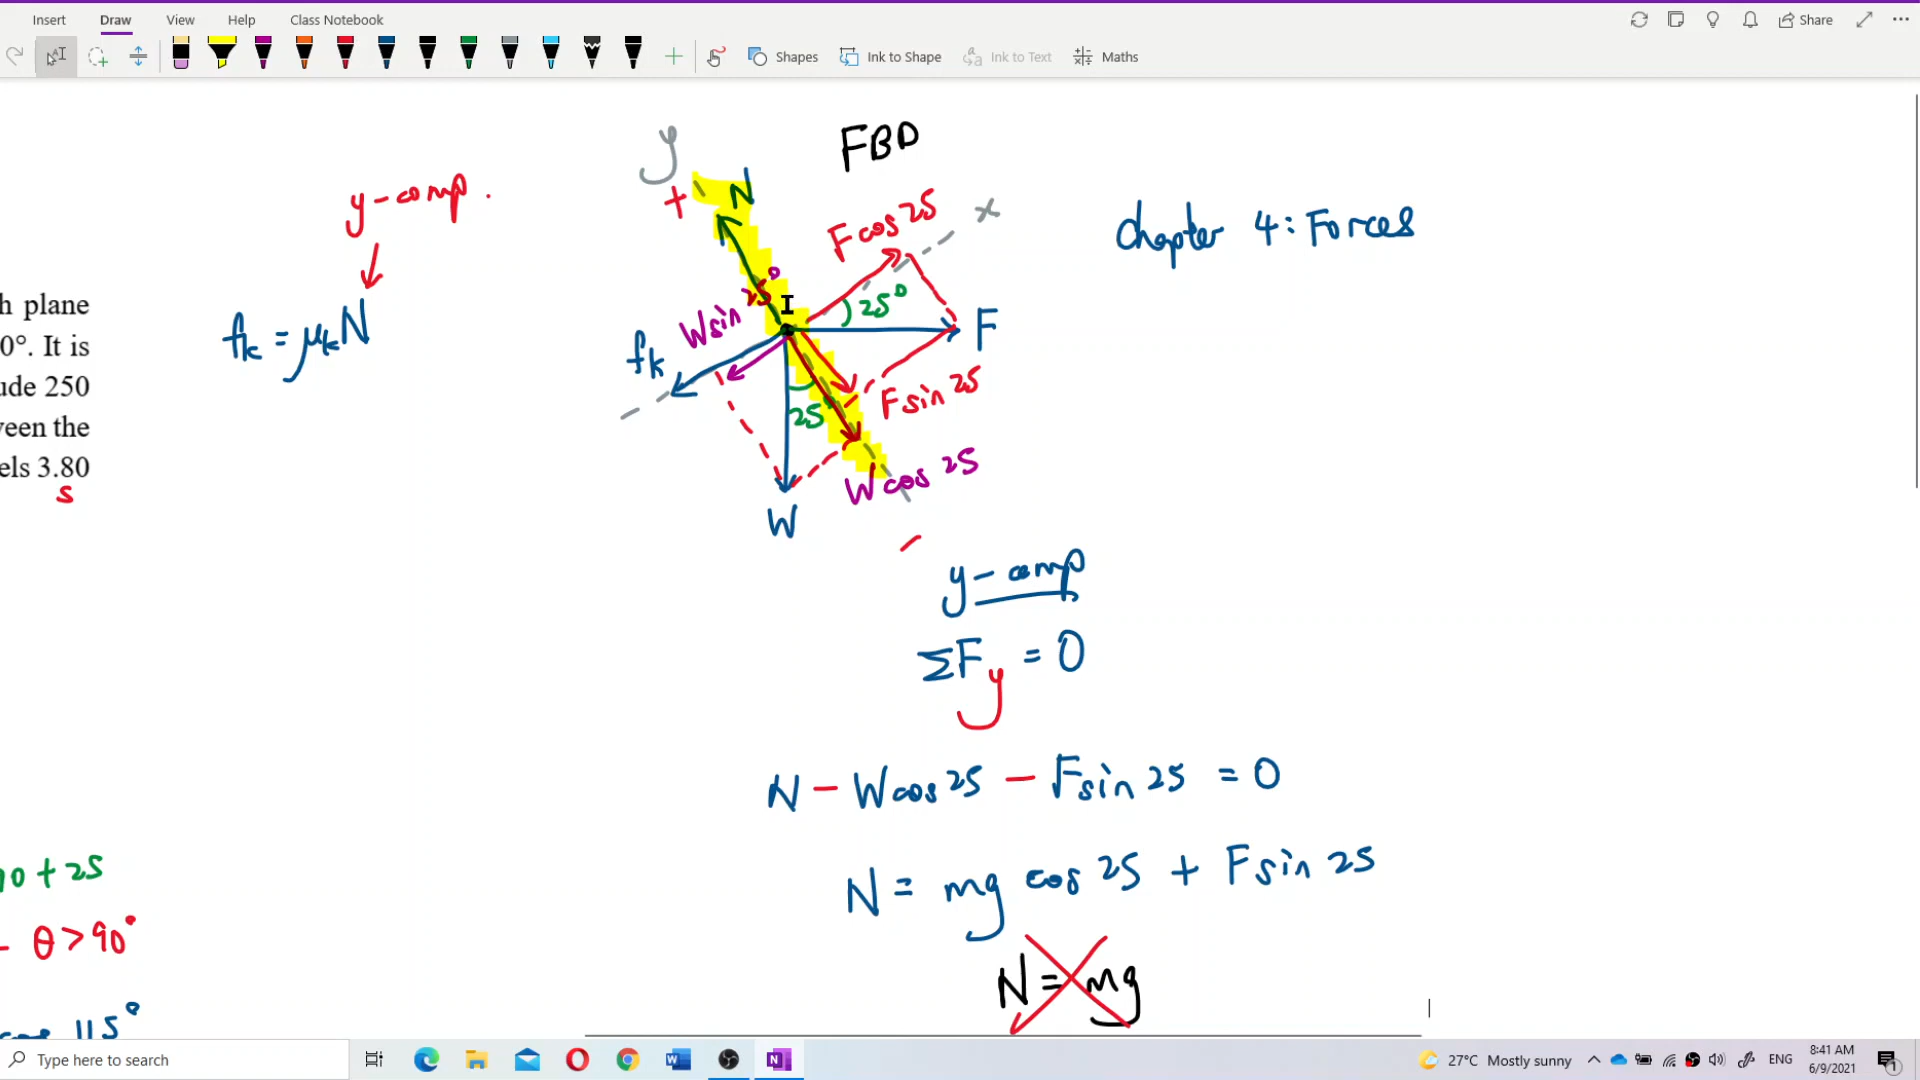 Insert Draw View Help Class Notebook Share
Shapes Ink to Shape Ink to Text Maths
y FBD
+ N
y-comp.
F cos 25 x
chapter 4: Forces
25°
W sin 25°
fk = μkN
fk
F
h plane
0°. It is
ude 250
veen the
els 3.80
s
25°
F sin 25
W cos 25
W
-
y-comp
ΣFy = 0
N - W cos 25 - F sin 25 = 0
N = mg cos 25 + F sin 25
N = mg
90 + 25
- θ > 90°
115°
Type here to search
27°C Mostly sunny
ENG
8:41 AM
6/9/2021
1